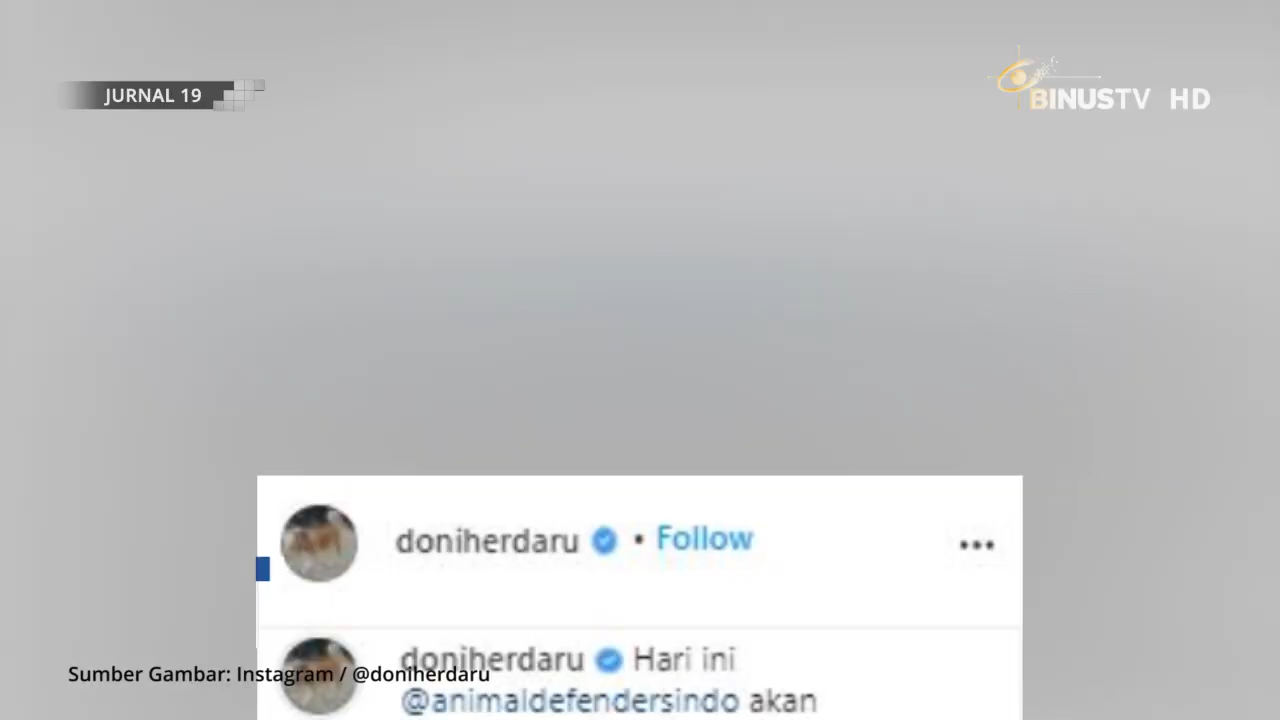 JURNAL 19
BINUSTV HD
doniherdaru • Follow
doniherdaru Hari ini
Sumber Gambar: Instagram / @doniherdaru
@animaldefendersindo akan